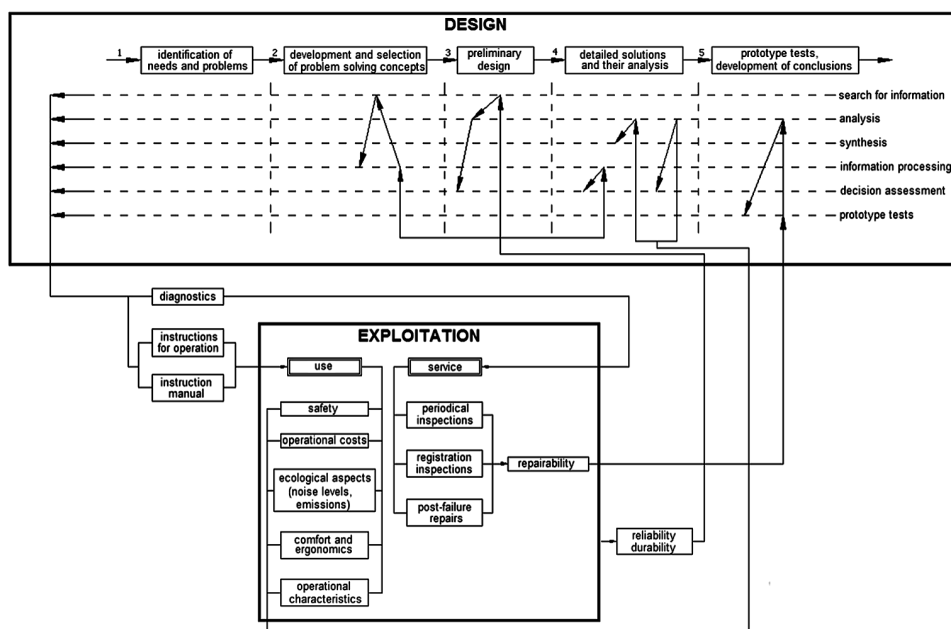 DESIGN
1
identification of
needs and problems
2
development and selection
of problem solving concepts
3
preliminary
design
4
detailed solutions
and their analysis
5
prototype tests,
development of conclusions
search for information
analysis
synthesis
information processing
decision assessment
prototype tests
diagnostics
instructions
for operation
instruction
manual
EXPLOITATION
use
service
safety
operational costs
ecological aspects
(noise levels,
emissions)
comfort and
ergonomics
operational
characteristics
periodical
inspections
registration
inspections
post-failure
repairs
repairability
reliability
durability